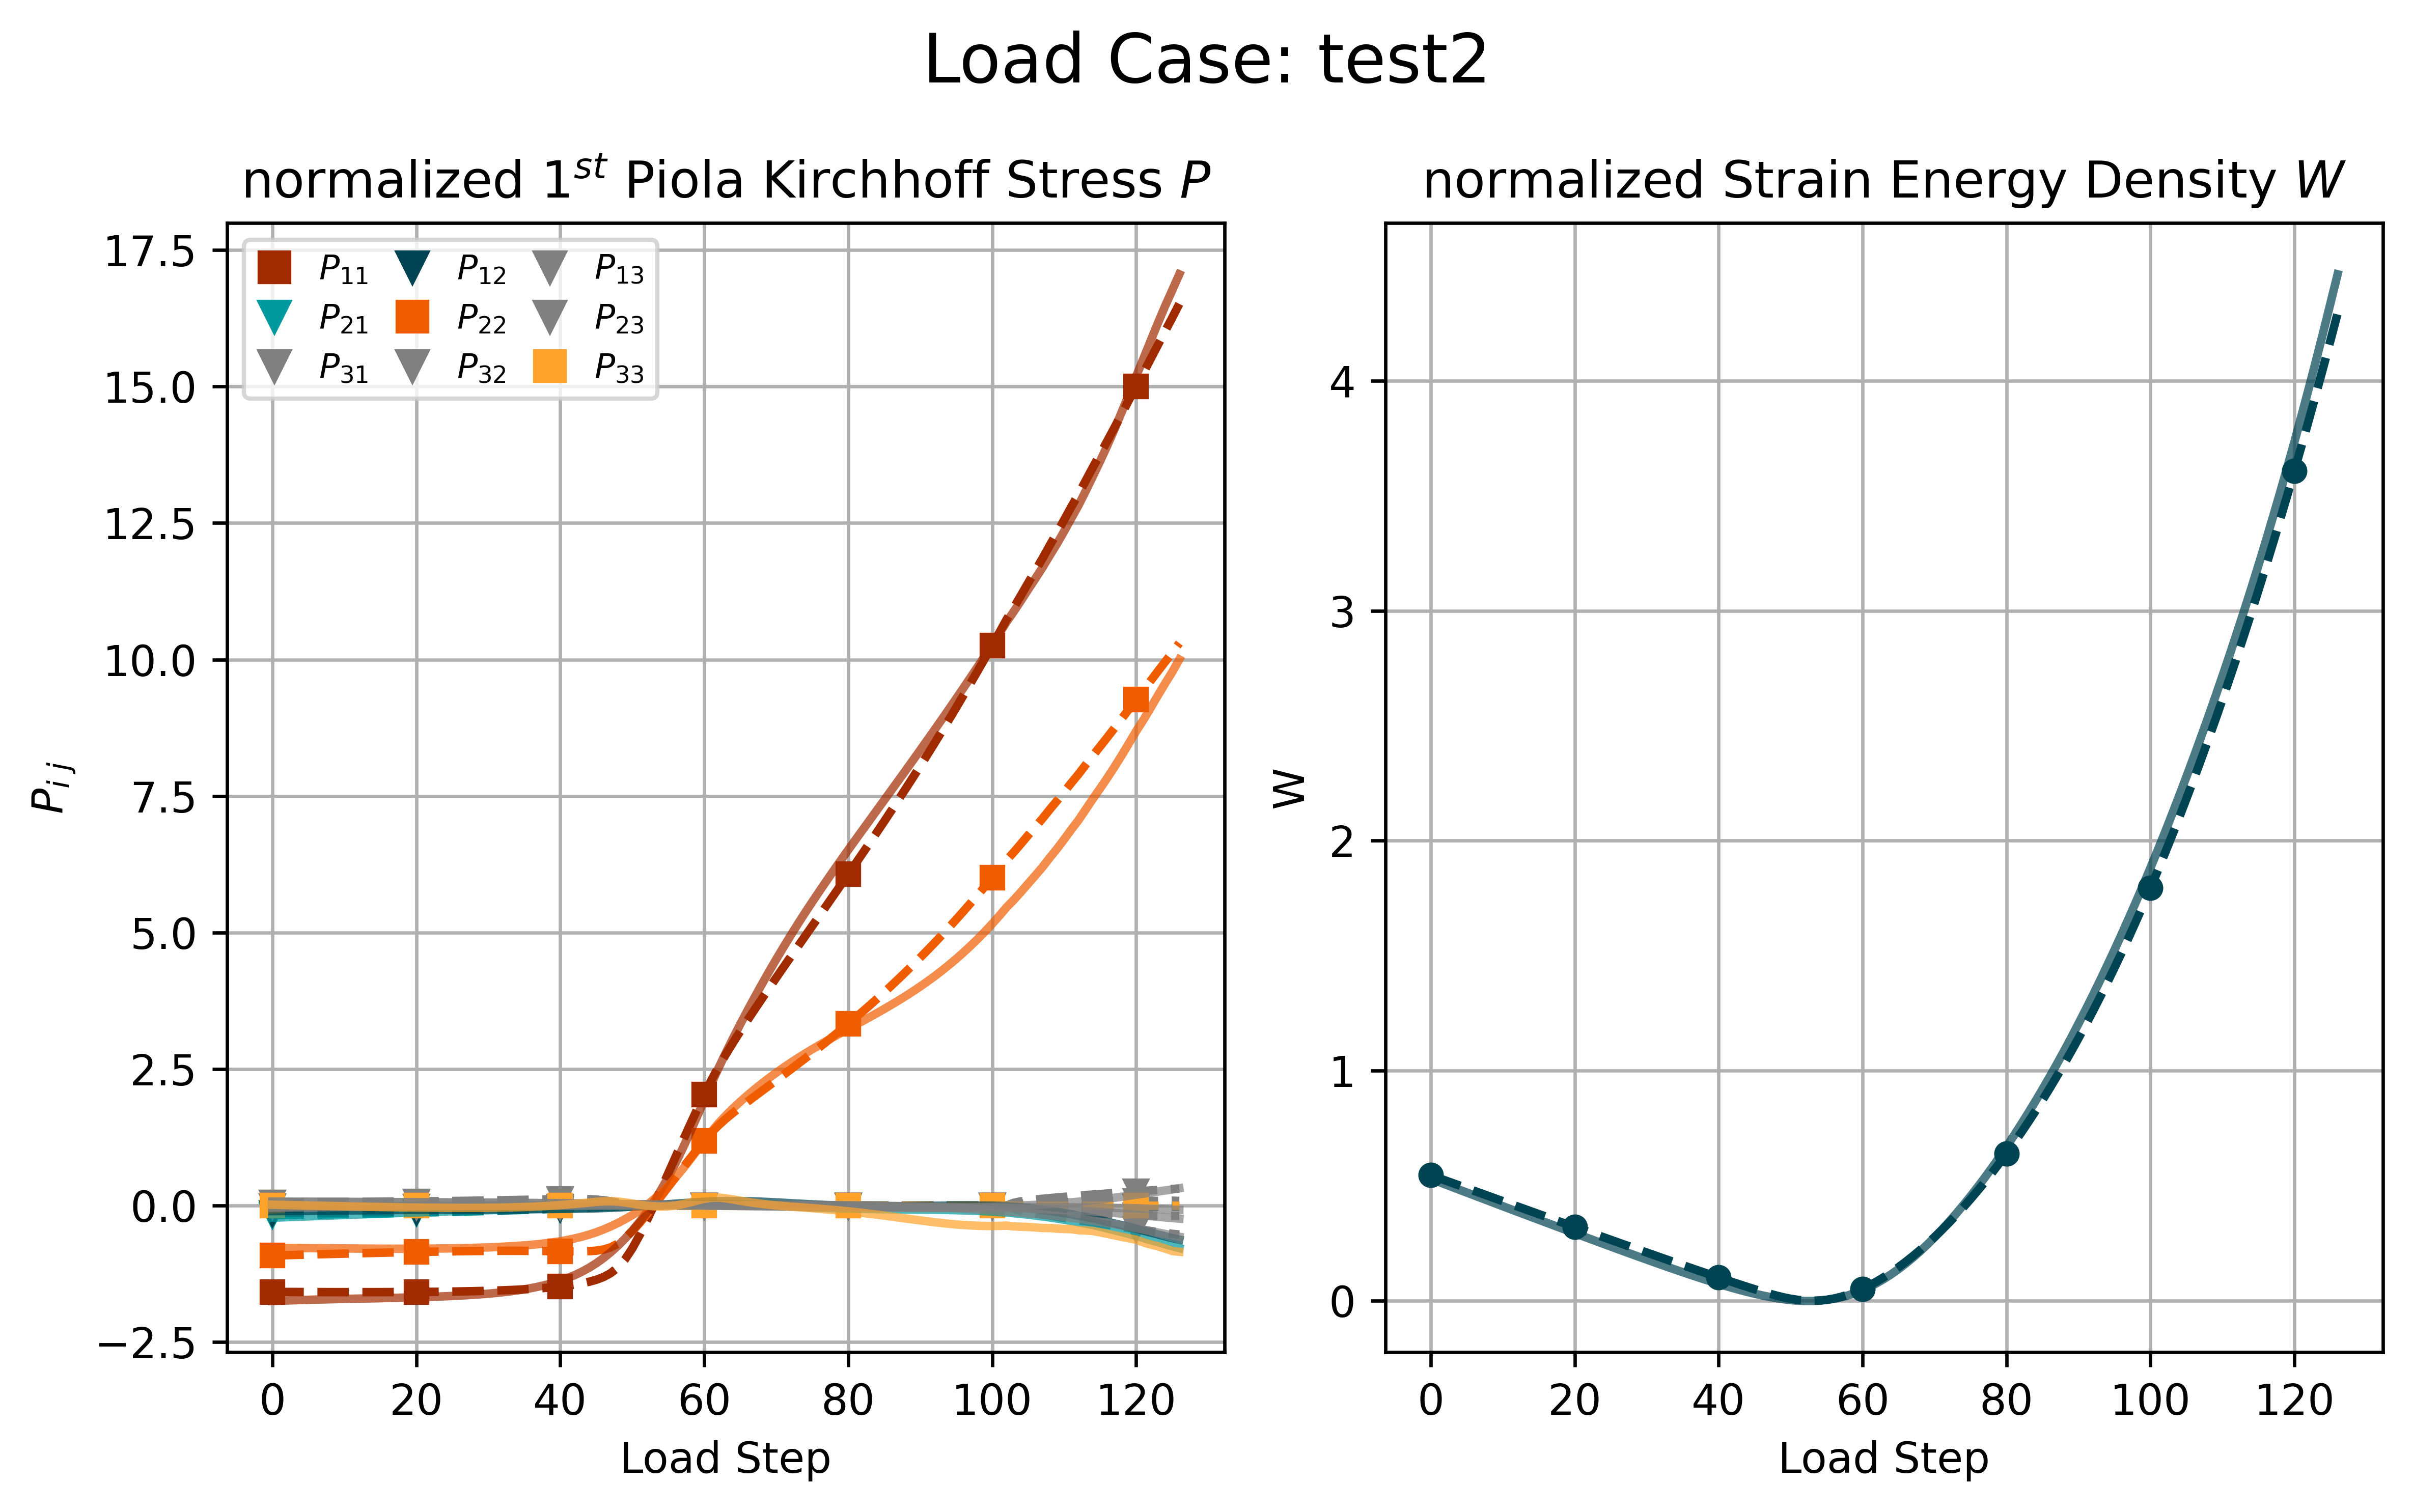 Load Case: test2
normalized 1st Piola Kirchhoff Stress P
P11 P12 P13
P21 P22 P23
P31 P32 P33
17.5
15.0
12.5
10.0
7.5
5.0
2.5
0.0
−2.5
Pi j
0 20 40 60 80 100 120
Load Step
normalized Strain Energy Density W
4
3
2
1
0
W
0 20 40 60 80 100 120
Load Step